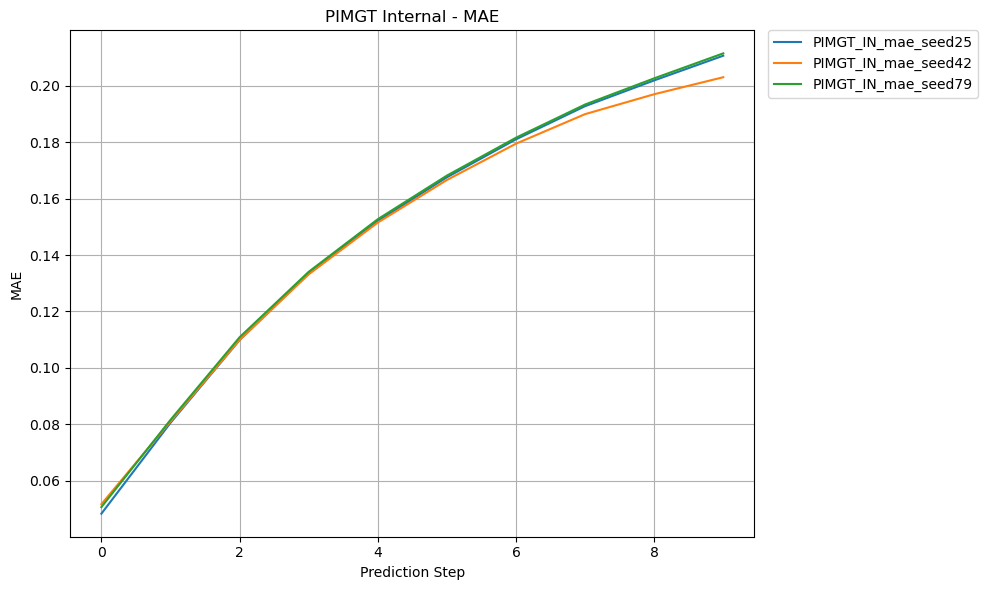 PIMGT Internal - MAE
PIMGT_IN_mae_seed25
PIMGT_IN_mae_seed42
PIMGT_IN_mae_seed79
MAE
0.20
0.18
0.16
0.14
0.12
0.10
0.08
0.06
0 2 4 6 8
Prediction Step